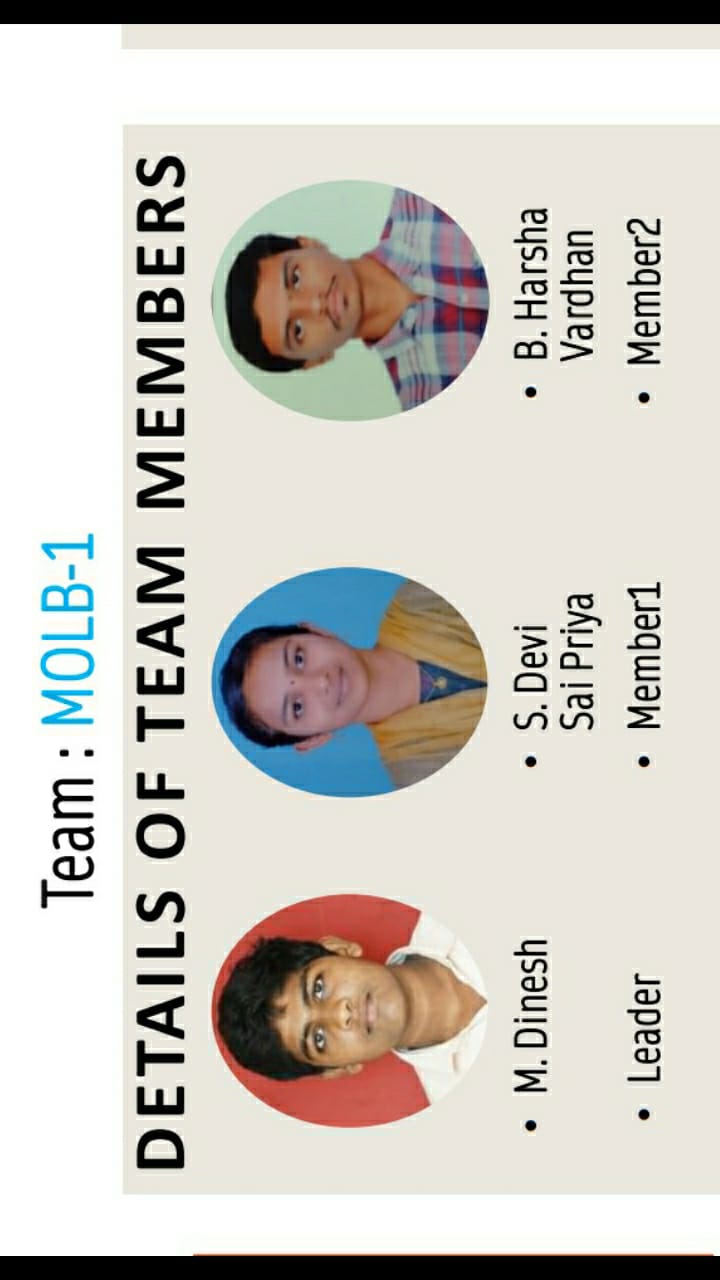 Team : MOLB-1
DETAILS OF TEAM MEMBERS
• M. Dinesh
• Leader
• S. Devi
Sai Priya
• Member1
• B. Harsha
Vardhan
• Member2